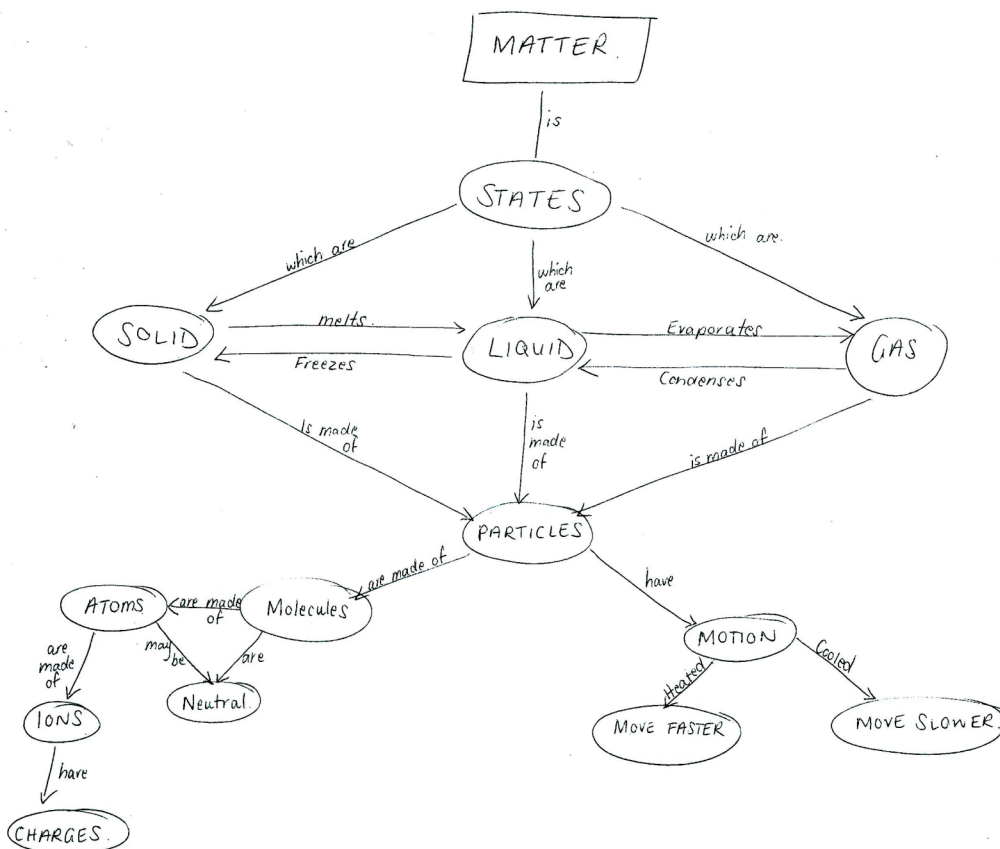 MATTER.
is
STATES
which are
which
are
which are.
SOLID
melts.
Freezes
LIQUID
Evaporates
Condenses
GAS
Is made
of
is
made
of
is made of
PARTICLES
are made of
have
ATOMS
are made
of
Molecules
MOTION
are
made
of
may
be
are
Heated
Cooled
IONS
Neutral.
MOVE FASTER
MOVE SLOWER.
have
CHARGES.